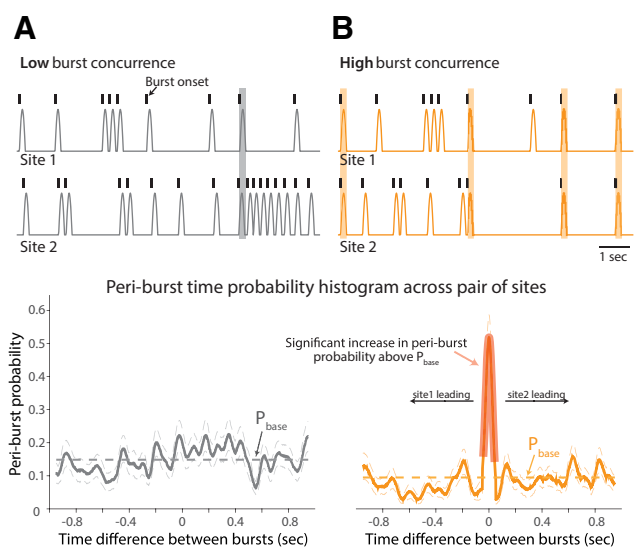 A
B
Low burst concurrence
High burst concurrence
Burst onset
Site 1
Site 1
Site 2
Site 2
1 sec
Peri-burst time probability histogram across pair of sites
Peri-burst probability
0.6
0.5
0.4
0.3
0.2
0.1
0
Pbase
Significant increase in peri-burst
probability above Pbase
site1 leading
site2 leading
Pbase
-0.8
-0.4
0
0.4
0.8
-0.8
-0.4
0
0.4
0.8
Time difference between bursts (sec)
Time difference between bursts (sec)